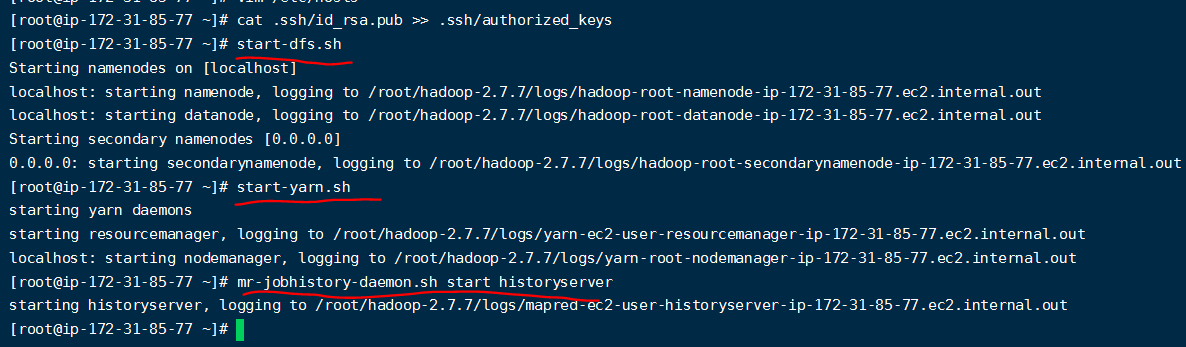 [root@ip-172-31-85-77 ~]# cat .ssh/id_rsa.pub >> .ssh/authorized_keys
[root@ip-172-31-85-77 ~]# start-dfs.sh
Starting namenodes on [localhost]
localhost: starting namenode, logging to /root/hadoop-2.7.7/logs/hadoop-root-namenode-ip-172-31-85-77.ec2.internal.out
localhost: starting datanode, logging to /root/hadoop-2.7.7/logs/hadoop-root-datanode-ip-172-31-85-77.ec2.internal.out
Starting secondary namenodes [0.0.0.0]
0.0.0.0: starting secondarynamenode, logging to /root/hadoop-2.7.7/logs/hadoop-root-secondarynamenode-ip-172-31-85-77.ec2.internal.out
[root@ip-172-31-85-77 ~]# start-yarn.sh
starting yarn daemons
starting resourcemanager, logging to /root/hadoop-2.7.7/logs/yarn-ec2-user-resourcemanager-ip-172-31-85-77.ec2.internal.out
localhost: starting nodemanager, logging to /root/hadoop-2.7.7/logs/yarn-root-nodemanager-ip-172-31-85-77.ec2.internal.out
[root@ip-172-31-85-77 ~]# mr-jobhistory-daemon.sh start historyserver
starting historyserver, logging to /root/hadoop-2.7.7/logs/mapred-ec2-user-historyserver-ip-172-31-85-77.ec2.internal.out
[root@ip-172-31-85-77 ~]#